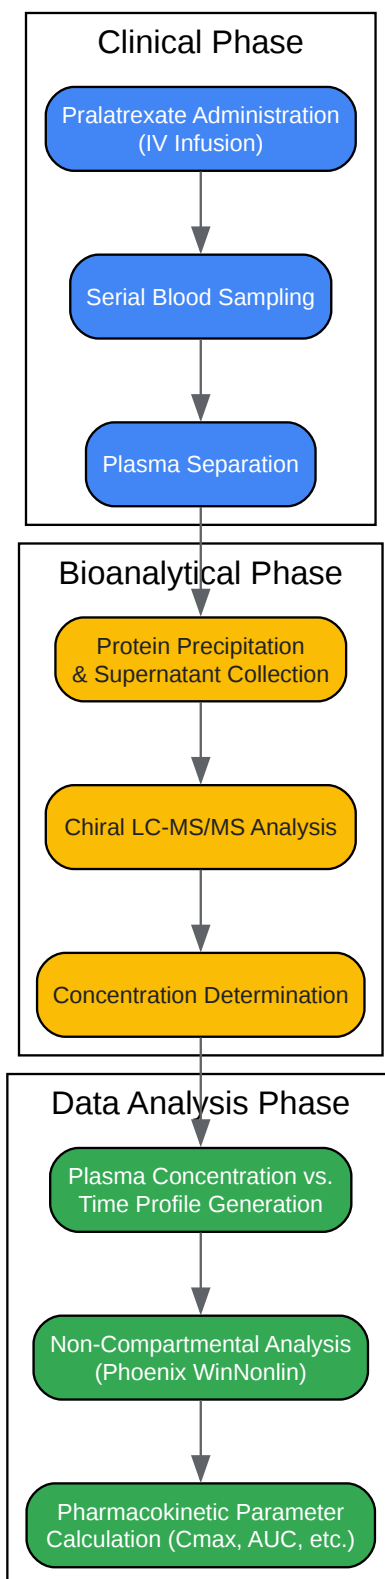 Clinical Phase
Pralatrexate Administration
(IV Infusion)
Serial Blood Sampling
Plasma Separation
Bioanalytical Phase
Protein Precipitation
& Supernatant Collection
Chiral LC-MS/MS Analysis
Concentration Determination
Data Analysis Phase
Plasma Concentration vs.
Time Profile Generation
Non-Compartmental Analysis
(Phoenix WinNonlin)
Pharmacokinetic Parameter
Calculation (Cmax, AUC, etc.)